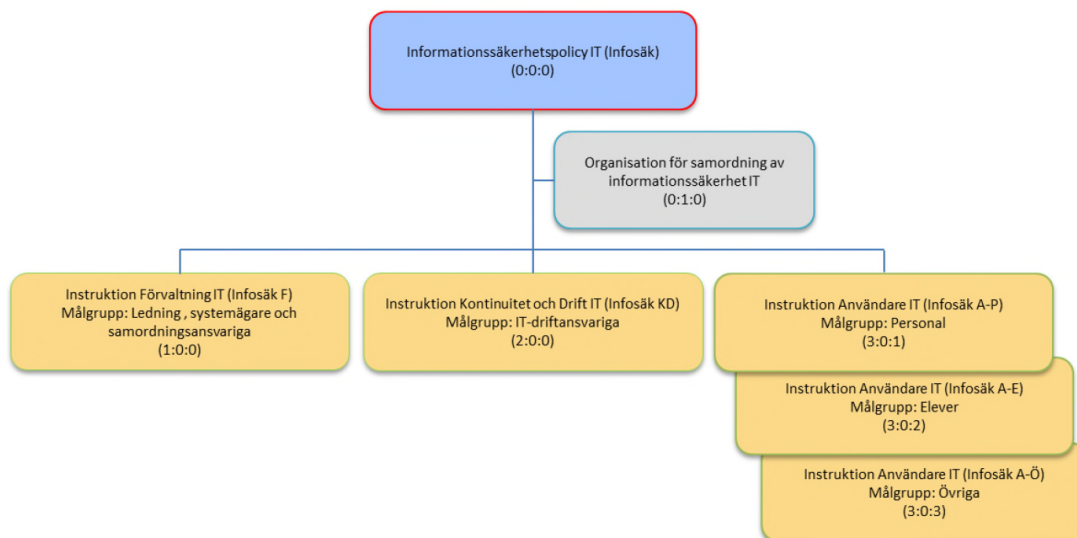 Informationssäkerhetspolicy IT (Infosäk)
(0:0:0)
Organisation för samordning av
informationssäkerhet IT
(0:1:0)
Instruktion Förvaltning IT (Infosäk F)
Målgrupp: Ledning , systemägare och
samordningsansvariga
(1:0:0)
Instruktion Kontinuitet och Drift IT (Infosäk KD)
Målgrupp: IT-driftansvariga
(2:0:0)
Instruktion Användare IT (Infosäk A-P)
Målgrupp: Personal
(3:0:1)
Instruktion Användare IT (Infosäk A-E)
Målgrupp: Elever
(3:0:2)
Instruktion Användare IT (Infosäk A-Ö)
Målgrupp: Övriga
(3:0:3)